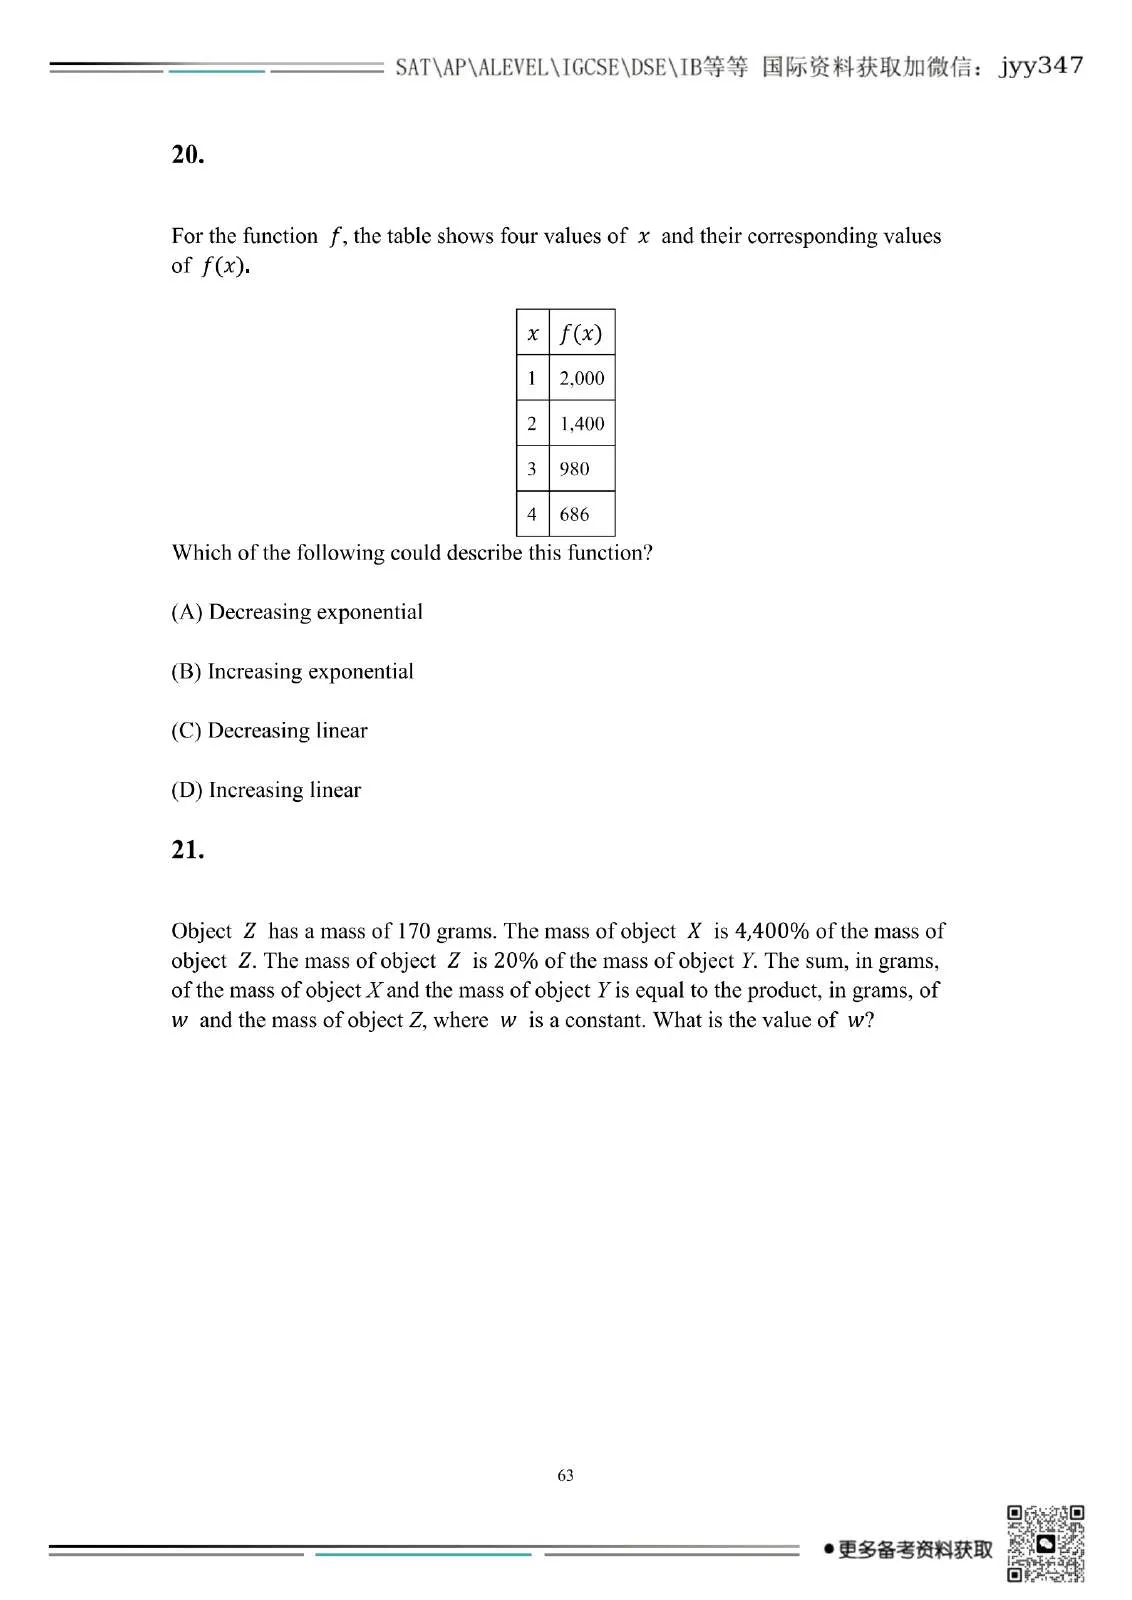 SAT\AP\ALEVEL\IGCSE\DSE\IB等等 国际资料获取加微信：jyy347
20.
For the function f, the table shows four values of x and their corresponding values
of f(x).
x f(x)
1 2,000
2 1,400
3 980
4 686
Which of the following could describe this function?
(A) Decreasing exponential
(B) Increasing exponential
(C) Decreasing linear
(D) Increasing linear
21.
Object Z has a mass of 170 grams. The mass of object X is 4,400% of the mass of
object Z. The mass of object Z is 20% of the mass of object Y. The sum, in grams,
of the mass of object X and the mass of object Y is equal to the product, in grams, of
w and the mass of object Z, where w is a constant. What is the value of w?
63
●更多备考资料获取